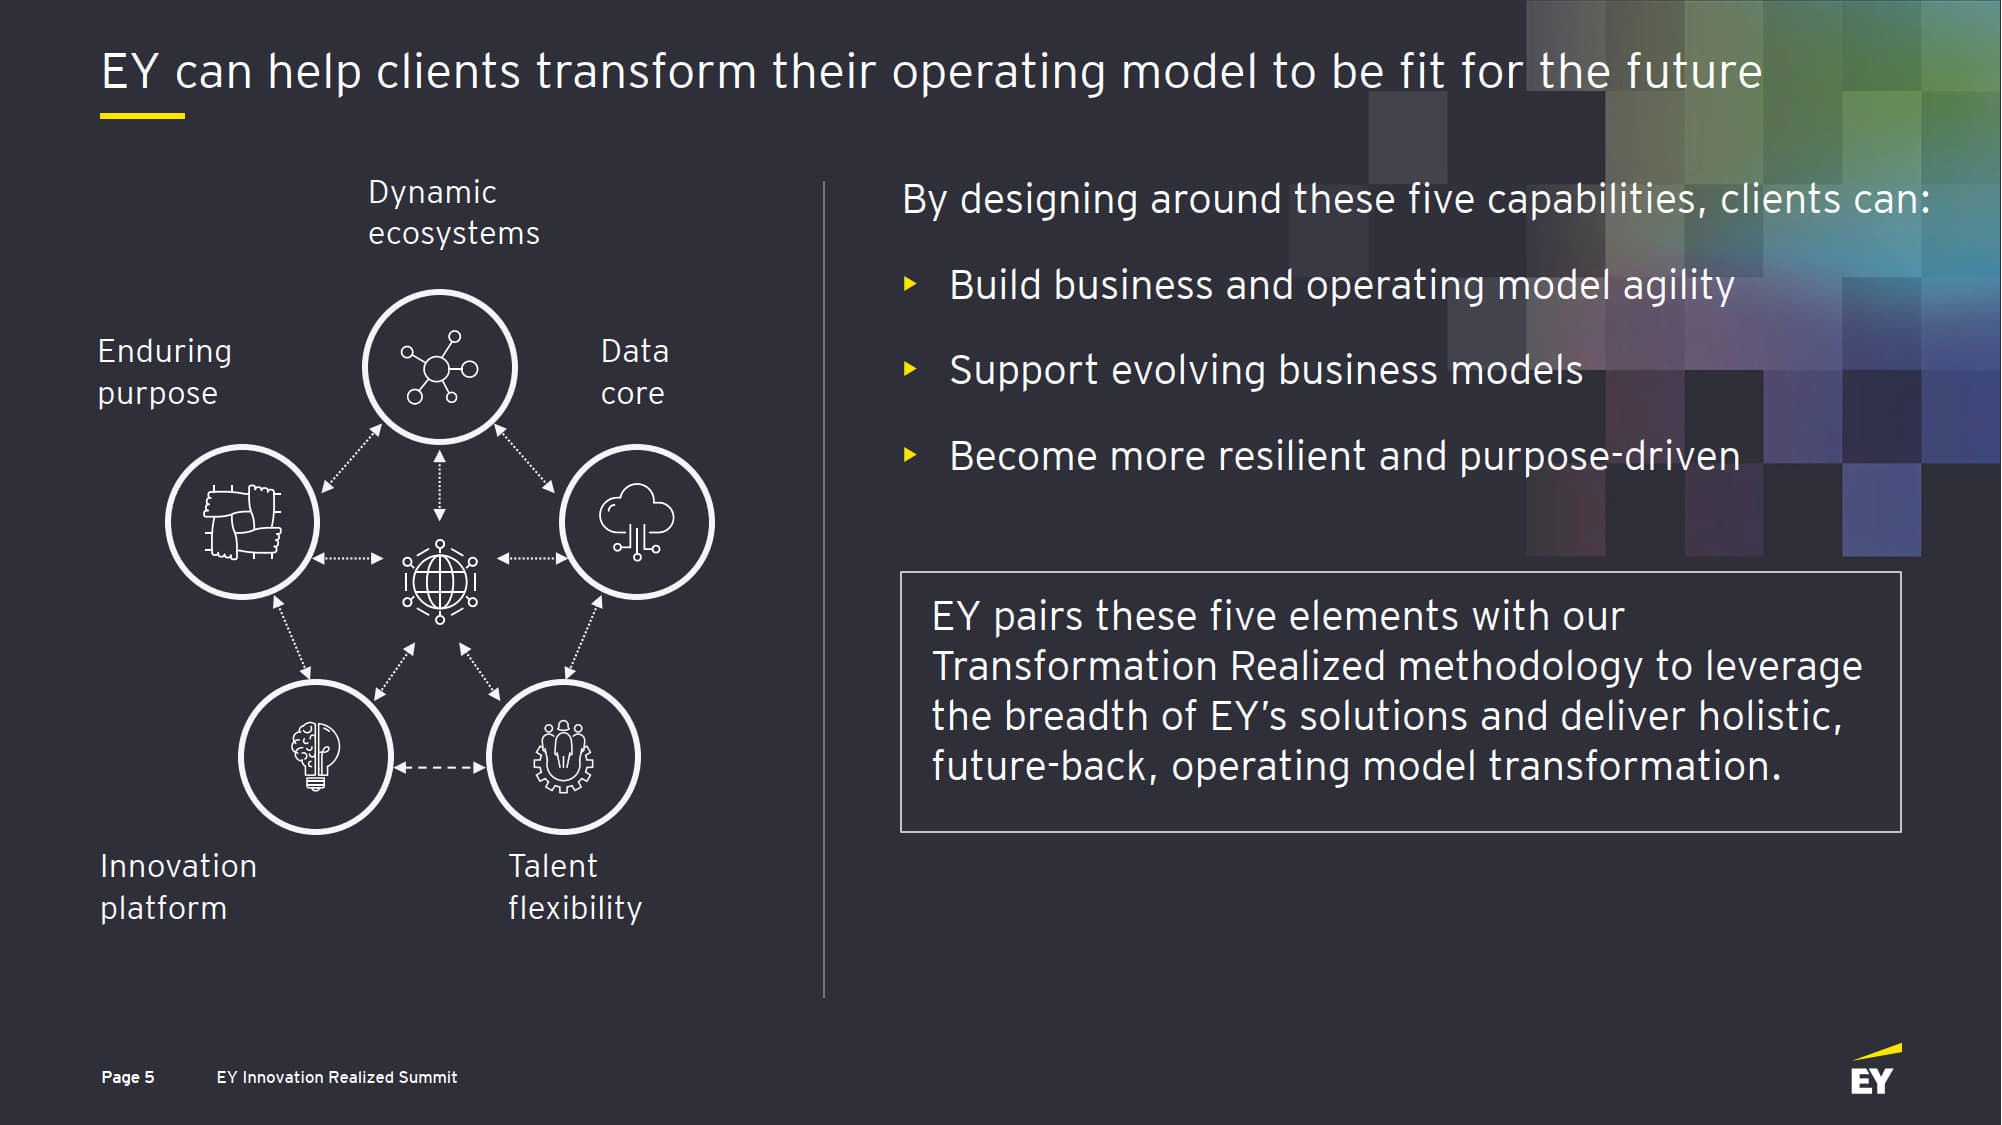 EY can help clients transform their operating model to be fit for the future
Dynamic
ecosystems
Enduring
purpose
Data
core
Innovation
platform
Talent
flexibility
By designing around these five capabilities, clients can:
Build business and operating model agility
Support evolving business models
Become more resilient and purpose-driven
EY pairs these five elements with our
Transformation Realized methodology to leverage
the breadth of EY’s solutions and deliver holistic,
future-back, operating model transformation.
Page 5 EY Innovation Realized Summit
EY